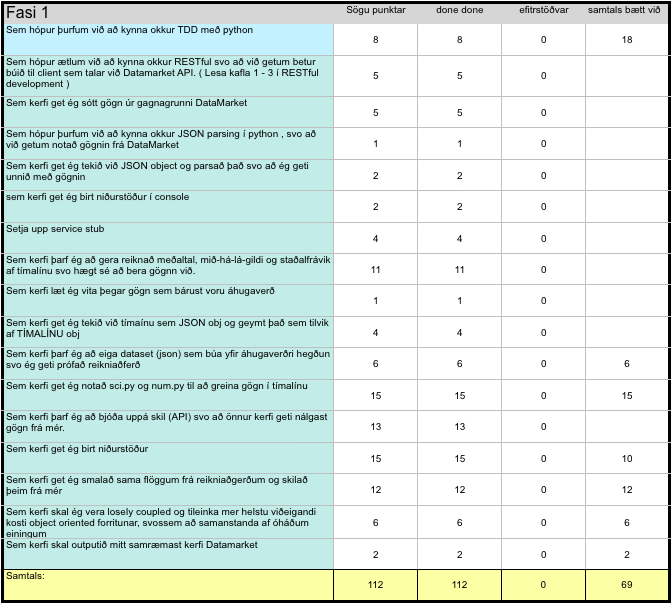 Fasi 1 Sögu punktar done done efitrstöðvar samtals bætt við
Sem hópur þurfum við að kynna okkur TDD með python 8 8 0 18
Sem hópur ætlum við að kynna okkur RESTful svo að við getum betur
búið til client sem talar við Datamarket API. ( Lesa kafla 1 - 3 í RESTful
development ) 5 5 0
Sem kerfi get ég sótt gögn úr gagnagrunni DataMarket 5 5 0
Sem hópur þurfum við að kynna okkur JSON parsing í python , svo að
við getum notað gögnin frá DataMarket 1 1 0
Sem kerfi get ég tekið við JSON object og parsað það svo að ég geti
unnið með gögnin 2 2 0
sem kerfi get ég birt niðurstöður í console 2 2 0
Setja upp service stub 4 4 0
Sem kerfi þarf ég að gera reiknað meðaltal, mið-há-lá-gildi og staðalfrávik
af tímalínu svo hægt sé að bera gögnn við. 11 11 0
Sem kerfi læt ég vita þegar gögn sem bárust voru áhugaverð 1 1 0
Sem kerfi get ég tekið við tímaínu sem JSON obj og geymt það sem tilvik
af TÍMALÍNU obj 4 4 0
Sem kerfi þarf ég að eiga dataset (json) sem búa yfir áhugaverðri hegðun
svo ég geti prófað reikniaðferð 6 6 0 6
Sem kerfi get ég notað sci.py og num.py til að greina gögn í tímalínu 15 15 0 15
Sem kerfi þarf ég að bjóða uppá skil (API) svo að önnur kerfi geti nálgast
gögn frá mér. 13 13 0
Sem kerfi get ég birt niðurstöður 15 15 0 10
Sem kerfi get ég smalað sama flöggum frá reikniaðgerðum og skilað
þeim frá mér 12 12 0 12
Sem kerfi skal ég vera losely coupled og tileinka mer helstu viðeigandi
kosti object oriented forritunar, svossem að samanstanda af óháðum
einingum 6 6 0 6
Sem kerfi skal outputið mitt samræmast kerfi Datamarket 2 2 0 2
Samtals: 112 112 0 69